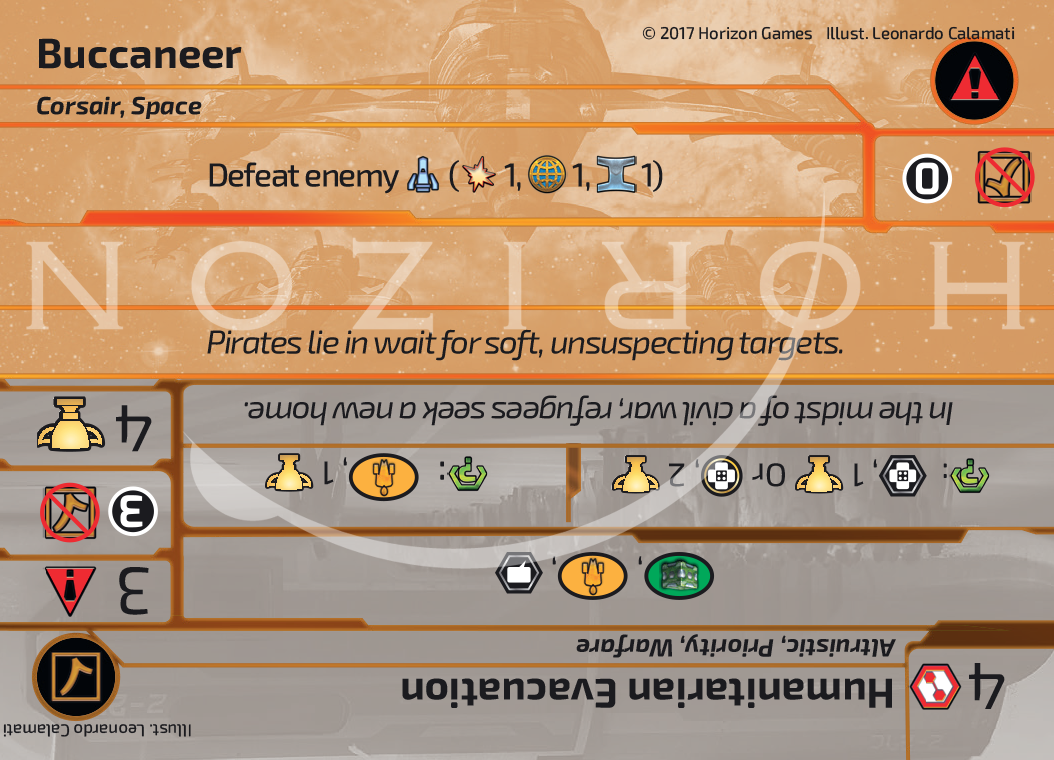 © 2017 Horizon Games Illust. Leonardo Calamati
Buccaneer
Corsair, Space
Defeat enemy ( 1, 1, 1)
0
HORIZON
Pirates lie in wait for soft, unsuspecting targets.
4
Humanitarian Evacuation
Altruistic, Priority, Warfare
3
, ,
3
: , 1 Or , 2
: , 1
4
In the midst of a civil war, refugees seek a new home.
Illust. Leonardo Calamati